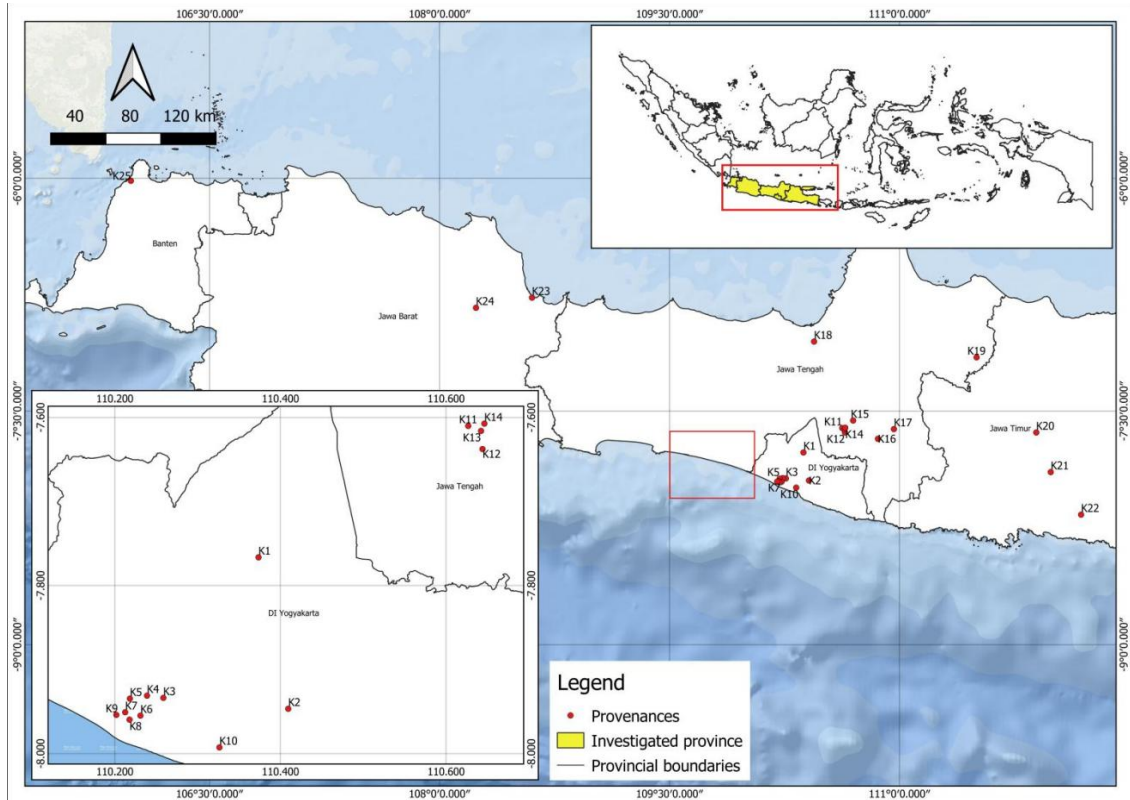 106°30'0.000" 108°0'0.000" 109°30'0.000" 111°0'0.000"
40 80 120 km
-6°0'0.000" -6°0'0.000"
K25
Banten
K23
K24
Jawa Barat
K18
Jawa Tengah
K19
-7°30'0.000" -7°30'0.000"
K15
K11 K17
K14
K12 K16
Jawa Timur K20
K1
DI Yogyakarta
K5 K3
K2
K7
K10
K21
K22
110.200 110.400 110.600
-7.600 -7.600
K11 K14
K13
K12
Jawa Tengah
K1
-7.800 -7.800
DI Yogyakarta
K5 K4 K3
K9 K7 K6
K8
K2
K10
-8.000 -8.000
110.200 110.400 110.600
-9°0'0.000" -9°0'0.000"
Legend
Provenances
Investigated province
Provincial boundaries
106°30'0.000" 108°0'0.000" 109°30'0.000" 111°0'0.000"